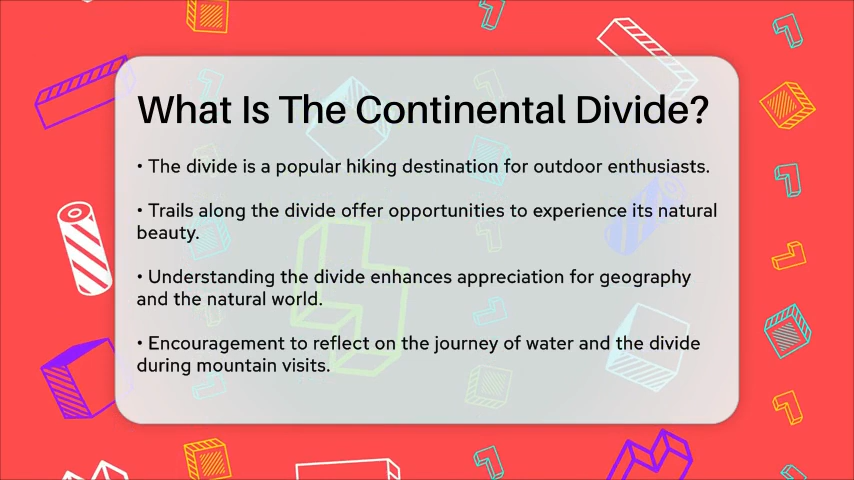 What Is The Continental Divide?
• The divide is a popular hiking destination for outdoor enthusiasts.
• Trails along the divide offer opportunities to experience its natural
beauty.
• Understanding the divide enhances appreciation for geography
and the natural world.
• Encouragement to reflect on the journey of water and the divide
during mountain visits.